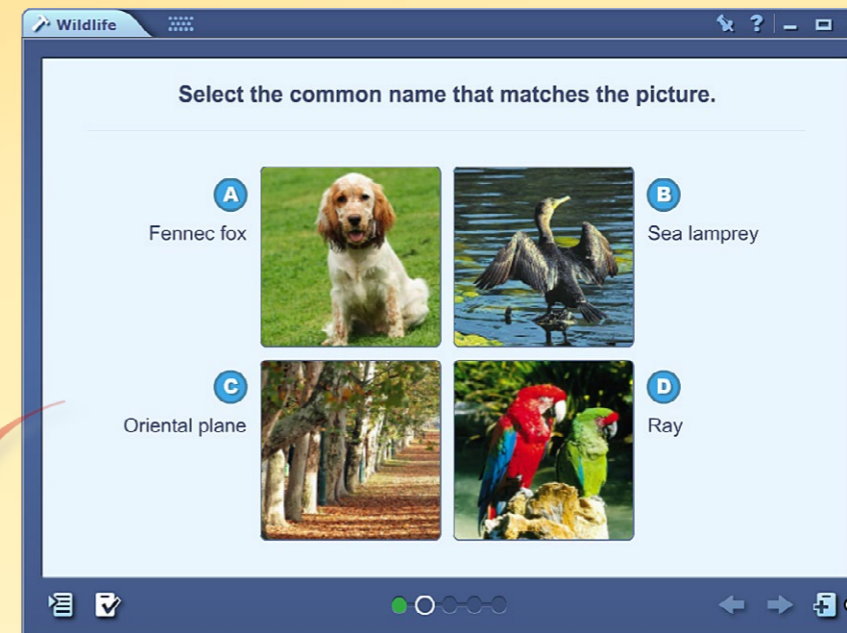 Wildlife
?
Select the common name that matches the picture.
A
Fennec fox
B
Sea lamprey
C
Oriental plane
D
Ray